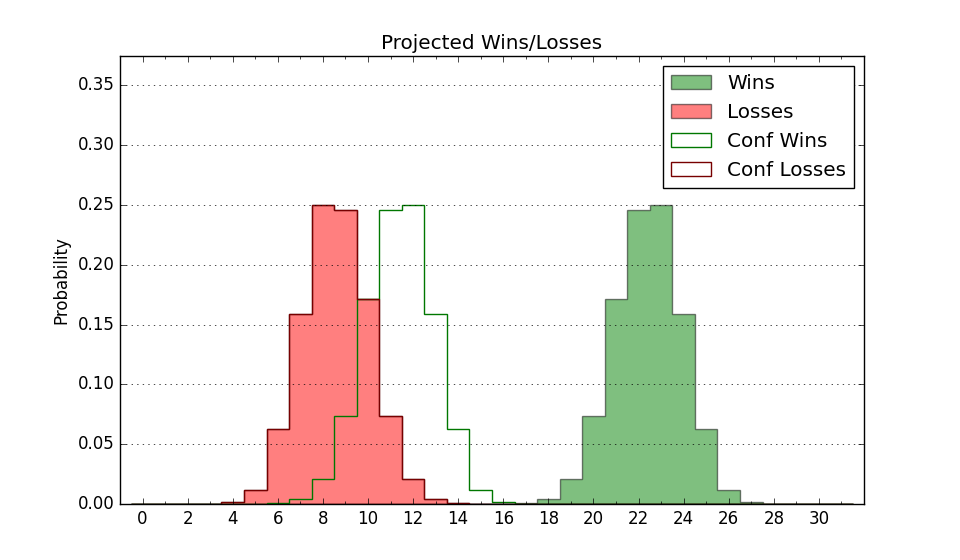 Projected Wins/Losses
Wins
Losses
Conf Wins
Conf Losses
Probability
0.35
0.30
0.25
0.20
0.15
0.10
0.05
0.00
0 2 4 6 8 10 12 14 16 18 20 22 24 26 28 30